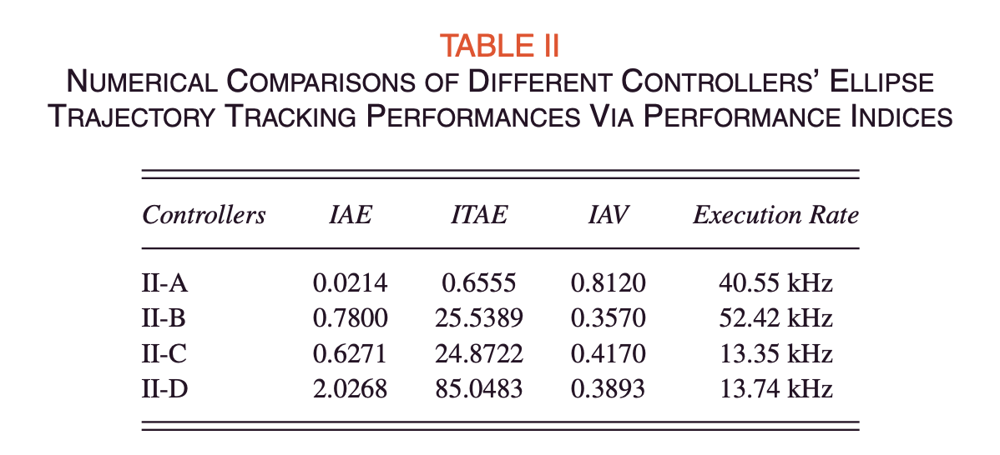 TABLE II
NUMERICAL COMPARISONS OF DIFFERENT CONTROLLERS' ELLIPSE
TRAJECTORY TRACKING PERFORMANCES VIA PERFORMANCE INDICES
Controllers IAE ITAE IAV Execution Rate
II-A 0.0214 0.6555 0.8120 40.55 kHz
II-B 0.7800 25.5389 0.3570 52.42 kHz
II-C 0.6271 24.8722 0.4170 13.35 kHz
II-D 2.0268 85.0483 0.3893 13.74 kHz